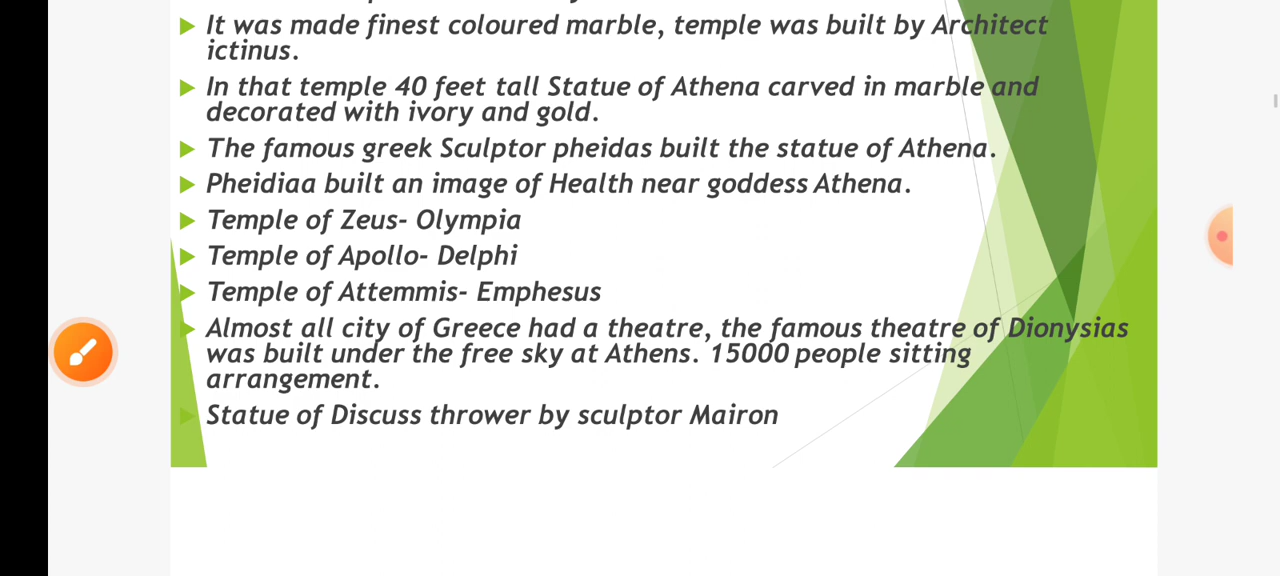 It was made finest coloured marble, temple was built by Architect
ictinus.
In that temple 40 feet tall Statue of Athena carved in marble and
decorated with ivory and gold.
The famous greek Sculptor pheidas built the statue of Athena.
Pheidiaa built an image of Health near goddess Athena.
Temple of Zeus- Olympia
Temple of Apollo- Delphi
Temple of Attemmis- Emphesus
Almost all city of Greece had a theatre, the famous theatre of Dionysias
was built under the free sky at Athens. 15000 people sitting
arrangement.
Statue of Discuss thrower by sculptor Mairon